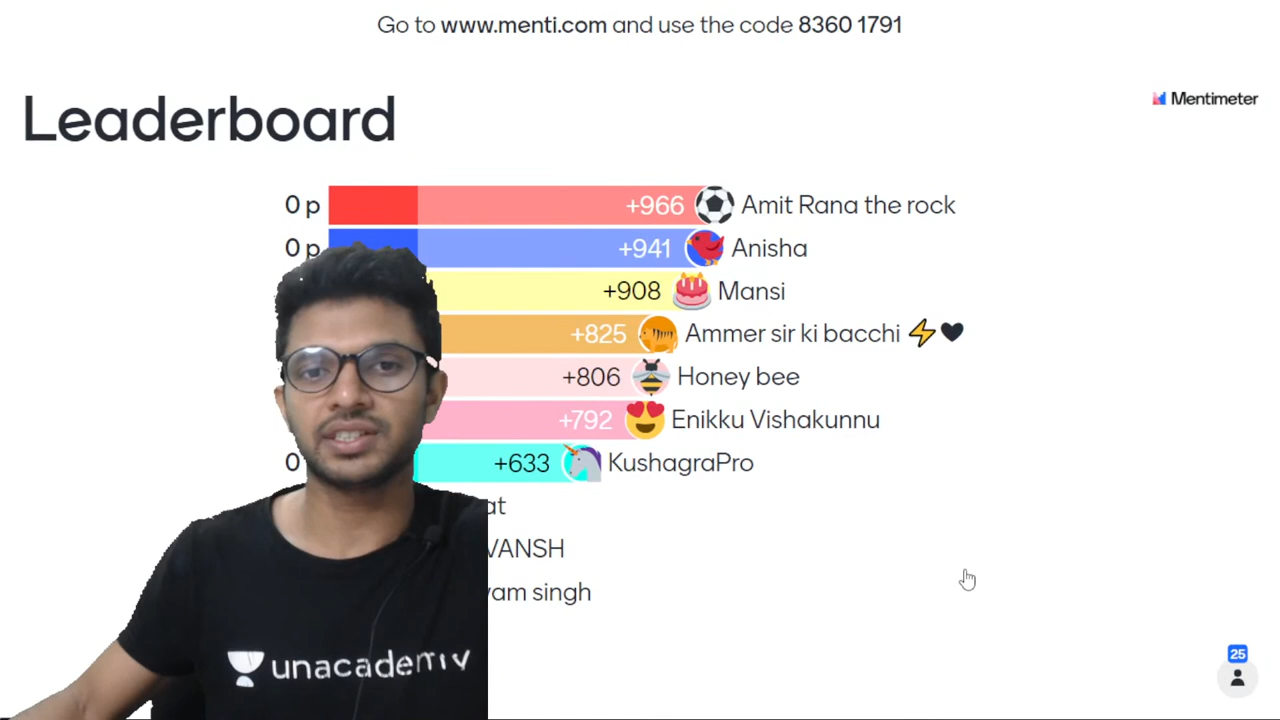 Go to www.menti.com and use the code 8360 1791
Mentimeter
Leaderboard
0 p +966 Amit Rana the rock
0 p +941 Anisha
+908 Mansi
+825 Ammer sir ki bacchi ⚡🖤
+806 Honey bee
+792 Enikku Vishakunnu
0 +633 KushagraPro
at
VANSH
am singh
unacademy
25